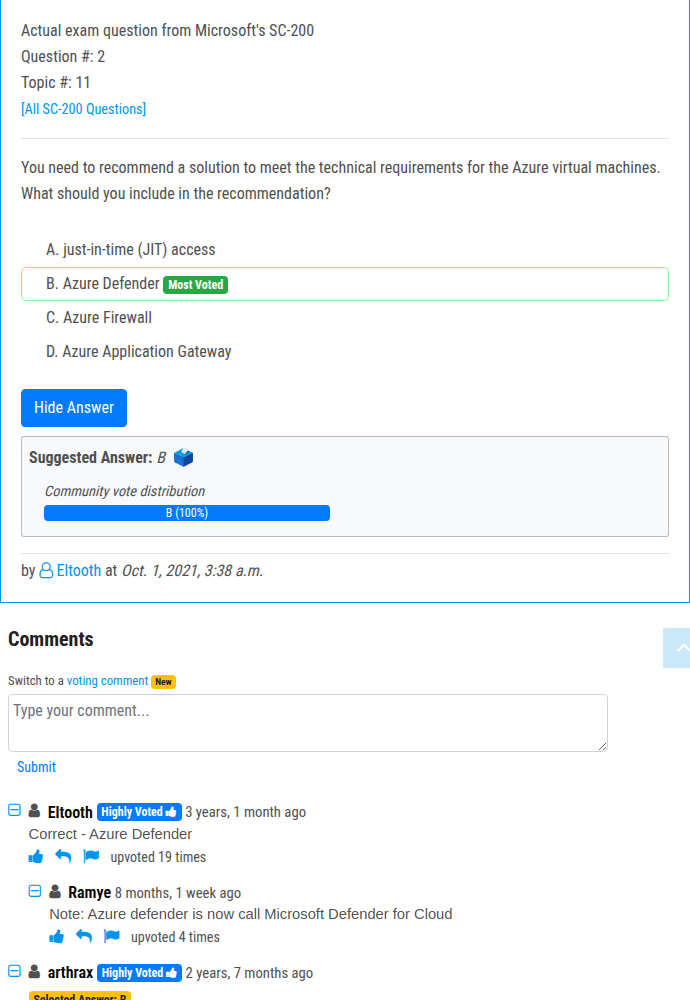 Actual exam question from Microsoft's SC-200
Question #: 2
Topic #: 11
[All SC-200 Questions]
You need to recommend a solution to meet the technical requirements for the Azure virtual machines.
What should you include in the recommendation?
A. just-in-time (JIT) access
B. Azure Defender Most Voted
C. Azure Firewall
D. Azure Application Gateway
Hide Answer
Suggested Answer: B
Community vote distribution
B (100%)
by Eltooth at Oct. 1, 2021, 3:38 a.m.
Comments
Switch to a voting comment New
Type your comment...
Submit
Eltooth Highly Voted 3 years, 1 month ago
Correct - Azure Defender
upvoted 19 times
Ramye 8 months, 1 week ago
Note: Azure defender is now call Microsoft Defender for Cloud
upvoted 4 times
arthrax Highly Voted 2 years, 7 months ago
Selected Answer: B